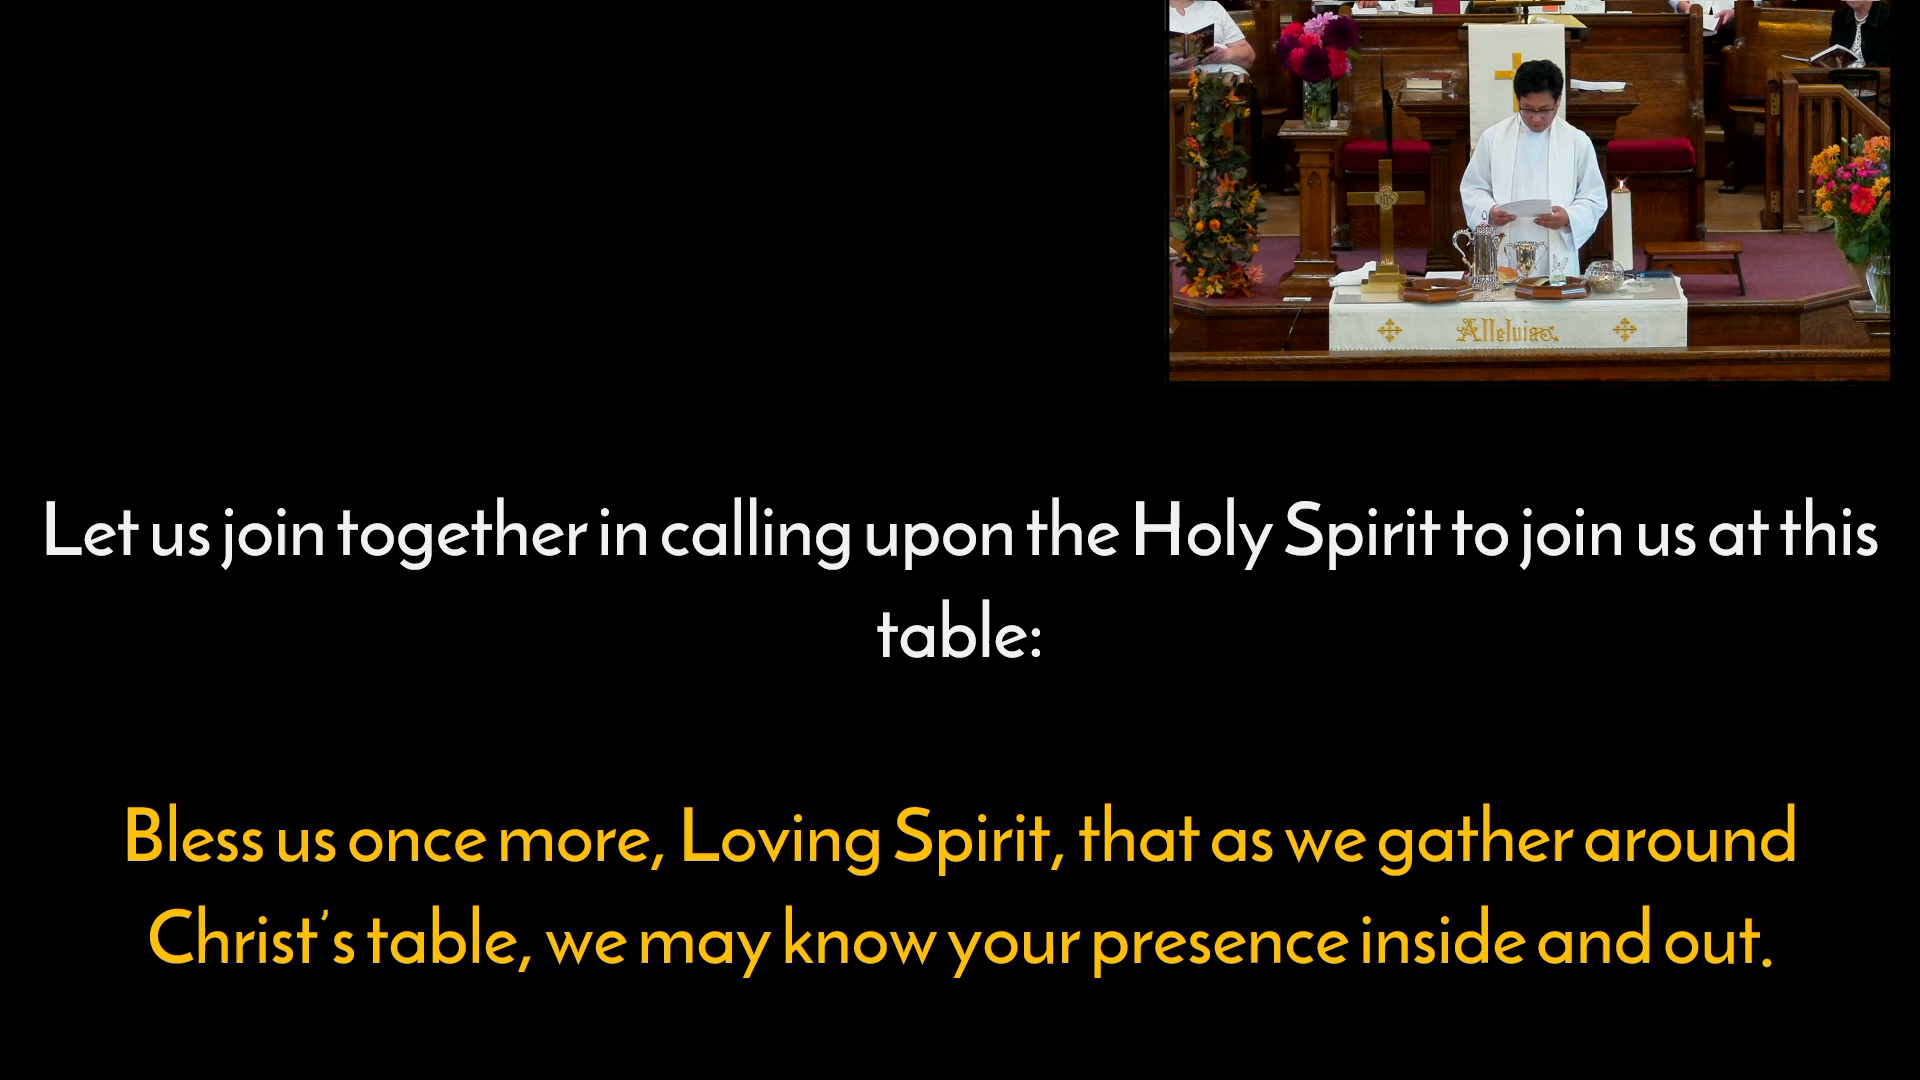 Alleluia
Let us join together in calling upon the Holy Spirit to join us at this
table:
Bless us once more, Loving Spirit, that as we gather around
Christ’s table, we may know your presence inside and out.